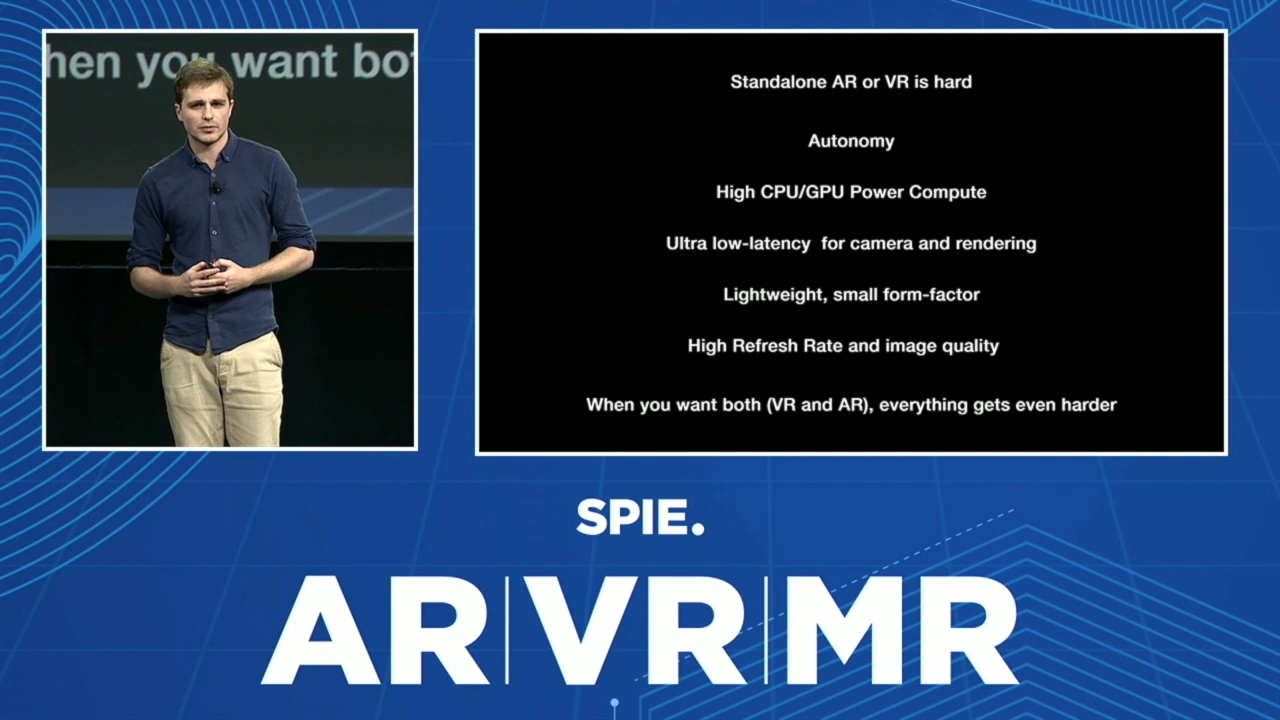 hen you want bot
Standalone AR or VR is hard
Autonomy
High CPU/GPU Power Compute
Ultra low-latency  for camera and rendering
Lightweight, small form-factor
High Refresh Rate and image quality
When you want both (VR and AR), everything gets even harder
SPIE.
AR|VR|MR